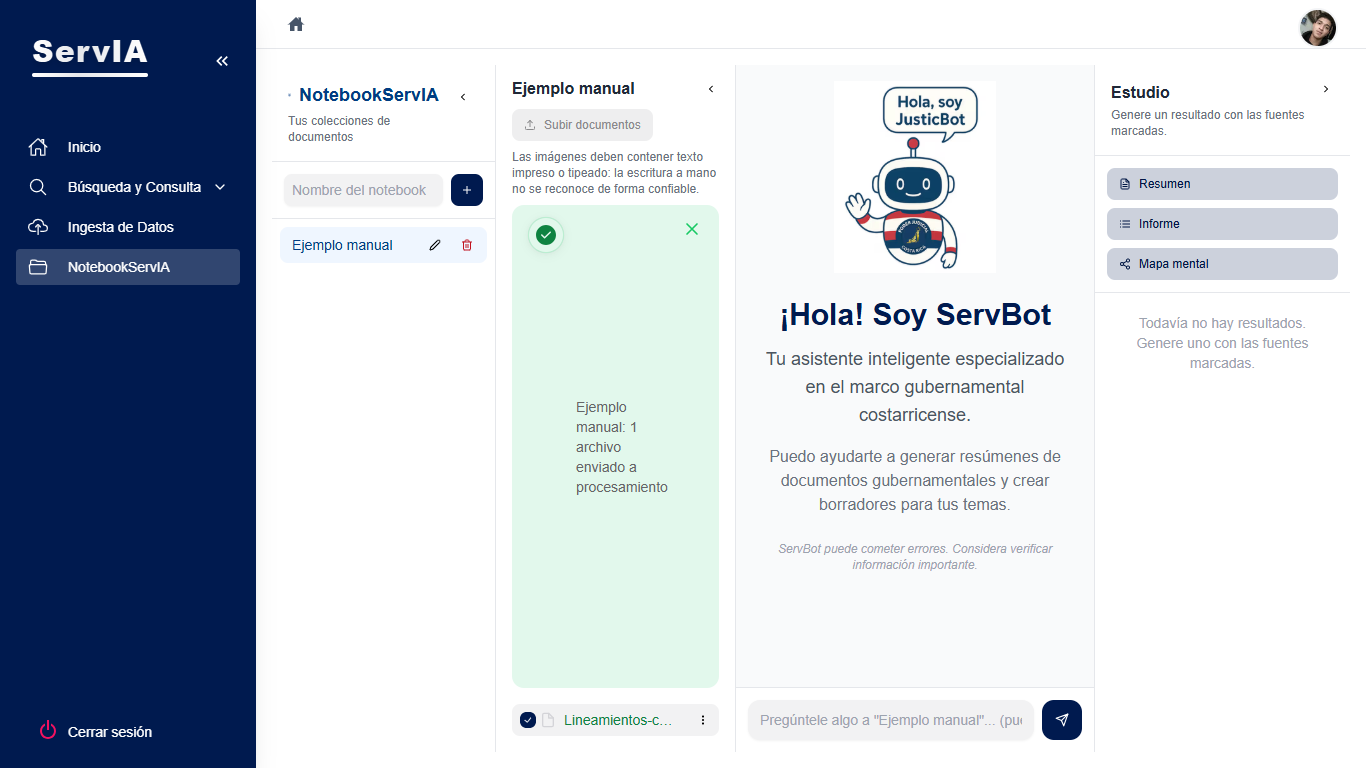 ServIA
Inicio
Búsqueda y Consulta
Ingesta de Datos
NotebookServIA
Cerrar sesión
NotebookServIA
Tus colecciones de
documentos
Nombre del notebook
Ejemplo manual
Ejemplo manual
Subir documentos
Las imágenes deben contener texto
impreso o tipeado: la escritura a mano
no se reconoce de forma confiable.
Ejemplo
manual: 1
archivo
enviado a
procesamiento
Lineamientos-c...
Hola, soy
JusticBot
PODER JUDICIAL
COSTA RICA
¡Hola! Soy ServBot
Tu asistente inteligente especializado
en el marco gubernamental
costarricense.
Puedo ayudarte a generar resúmenes de
documentos gubernamentales y crear
borradores para tus temas.
ServBot puede cometer errores. Considera verificar
información importante.
Pregúntele algo a "Ejemplo manual"... (pu
Estudio
Genere un resultado con las fuentes
marcadas.
Resumen
Informe
Mapa mental
Todavía no hay resultados.
Genere uno con las fuentes
marcadas.